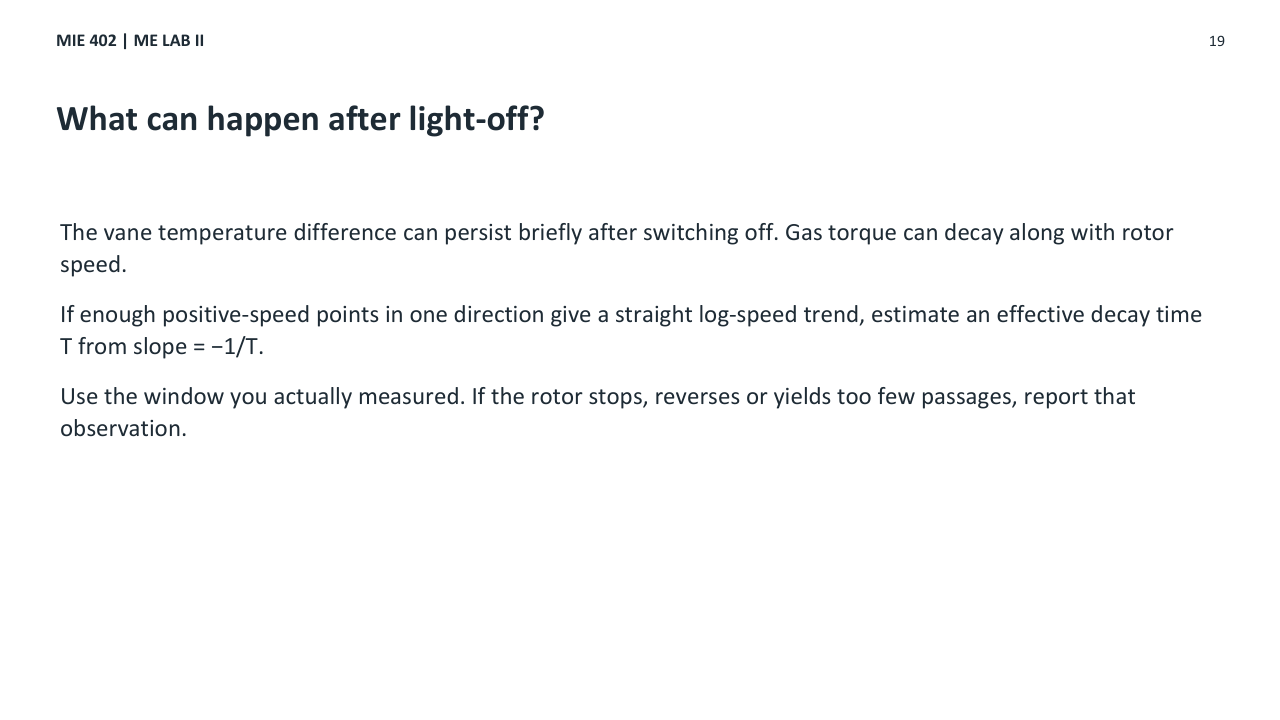 MIE 402 | ME LAB II
19
What can happen after light-off?
The vane temperature difference can persist briefly after switching off. Gas torque can decay along with rotor
speed.
If enough positive-speed points in one direction give a straight log-speed trend, estimate an effective decay time
T from slope = −1/T.
Use the window you actually measured. If the rotor stops, reverses or yields too few passages, report that
observation.